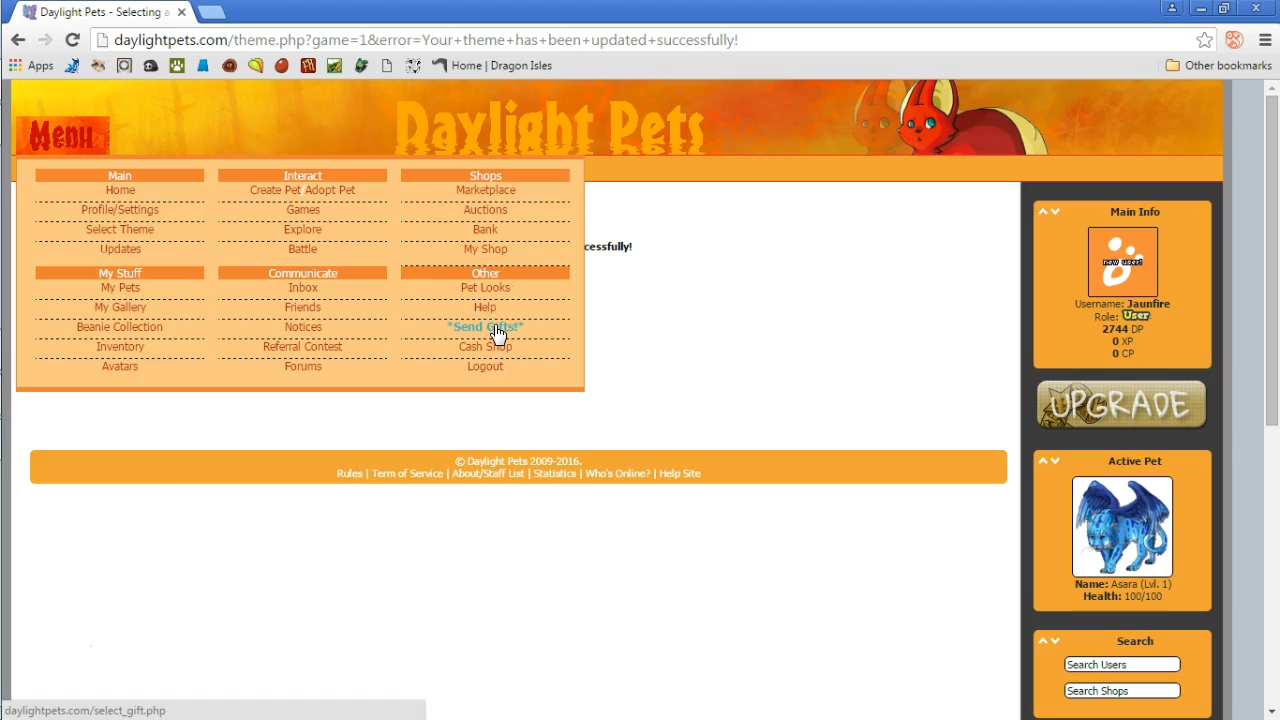 Daylight Pets - Selecting a
daylightpets.com/theme.php?game=1&error=Your+theme+has+been+updated+successfully!
Apps
Home | Dragon Isles
Other bookmarks
Menu
Daylight Pets
Main
Home
Profile/Settings
Select Theme
Updates
Interact
Create Pet/Adopt Pet
Games
Explore
Battle
Shops
Marketplace
Auctions
Bank
My Shop
My Stuff
My Pets
My Gallery
Beanie Collection
Inventory
Avatars
Communicate
Inbox
Friends
Notices
Referral Contest
Forums
Other
Pet Looks
Help
*Send Gifts!*
Cash Shop
Logout
cessfully!
© Daylight Pets 2009-2016.
Rules | Term of Service | About/Staff List | Statistics | Who's Online? | Help Site
Main Info
new user!
Username: Jaunfire
Role: User
2744 DP
0 XP
0 CP
UPGRADE
Active Pet
Name: Asara (Lvl. 1)
Health: 100/100
Search
Search Users
Search Shops
daylightpets.com/select_gift.php